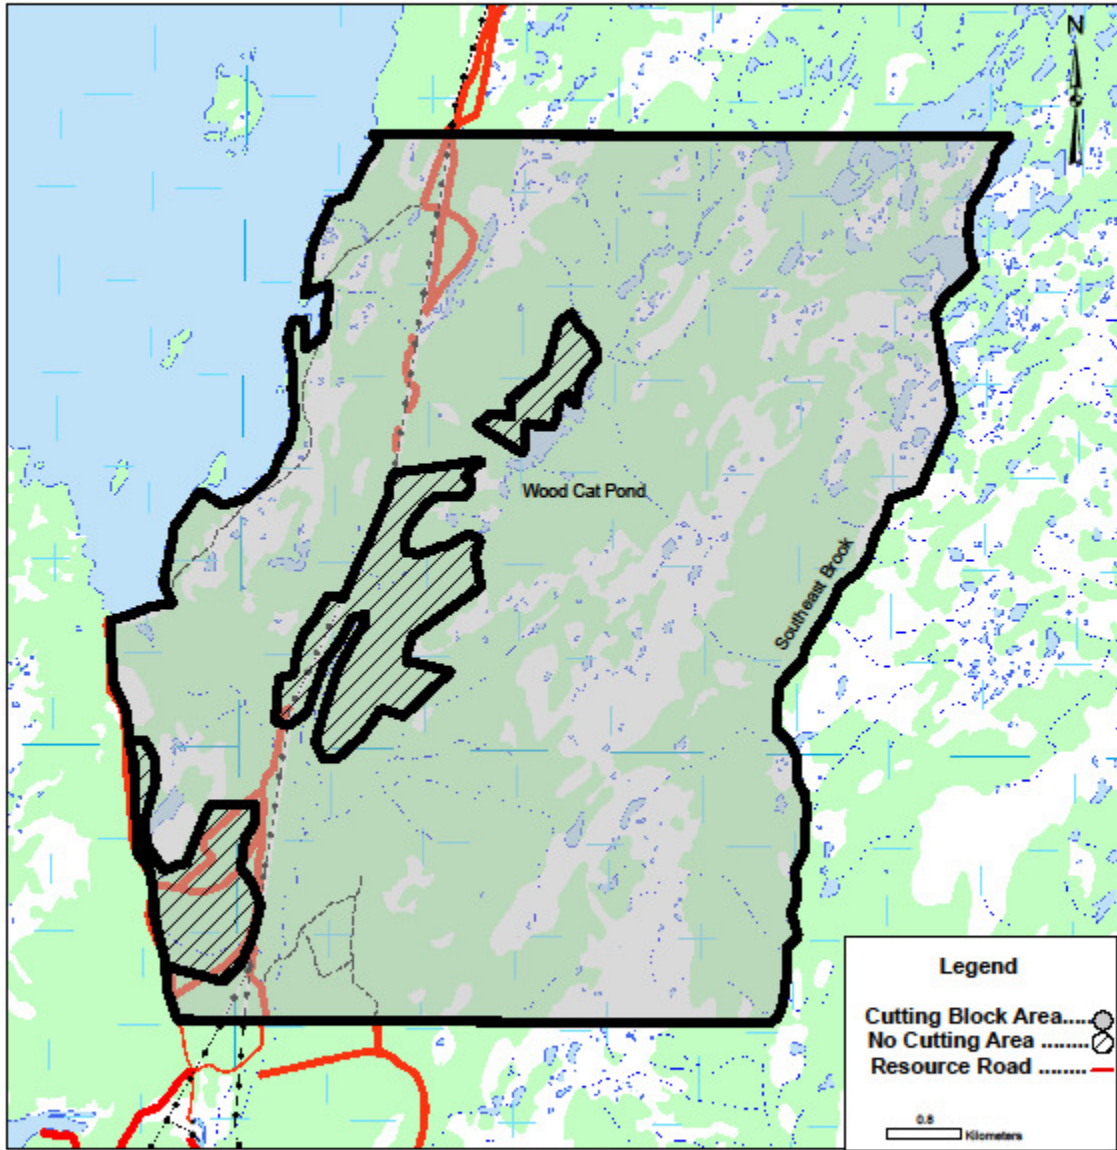 N
Wood Cat Pond
Southeast Brook
Legend
Cutting Block Area.....
No Cutting Area ........
Resource Road ........
0.8
Kilometers